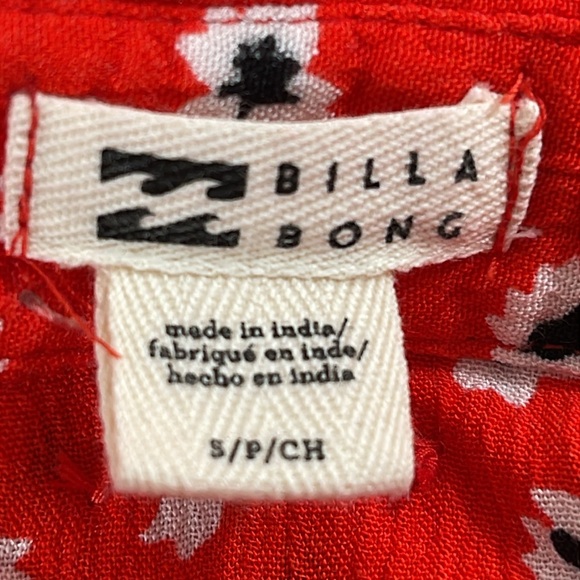 BILLA
BONG
made in india/
fabriqué en inde/
hecho en india
S/P/CH